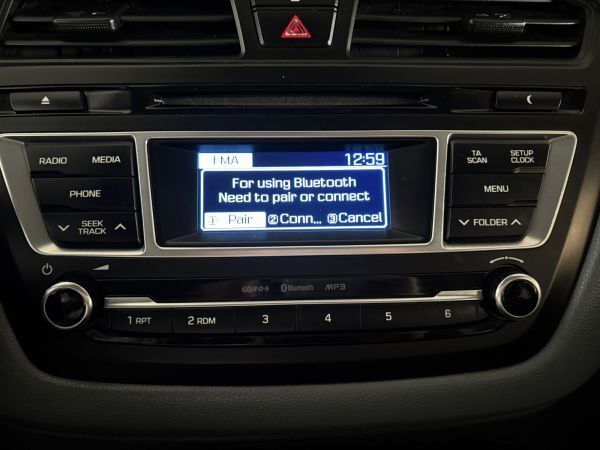 FMA 12:59
For using Bluetooth
Need to pair or connect
① Pair ② Conn... ③ Cancel
RADIO MEDIA
TA SCAN
SETUP CLOCK
PHONE
MENU
SEEK TRACK
FOLDER
Bluetooth MP3
1 RPT 2 RDM 3 4 5 6